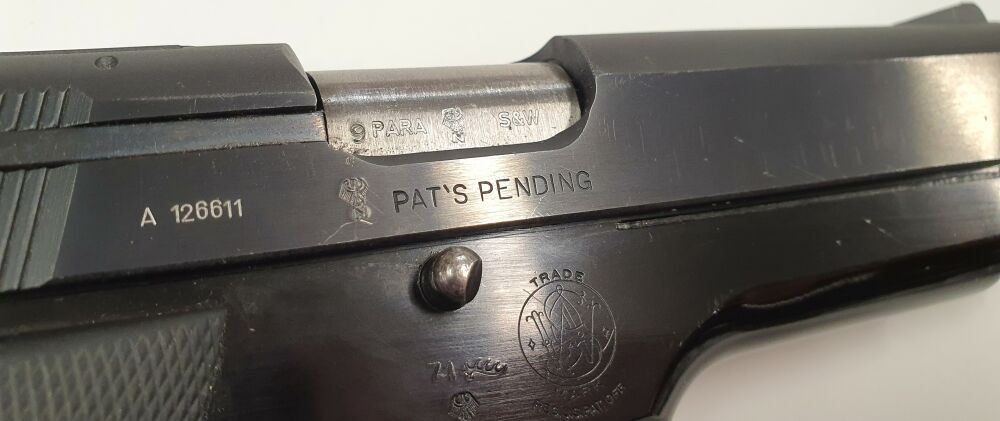 9 PARA N S&W
A 126611
PAT'S PENDING
TRADE
71